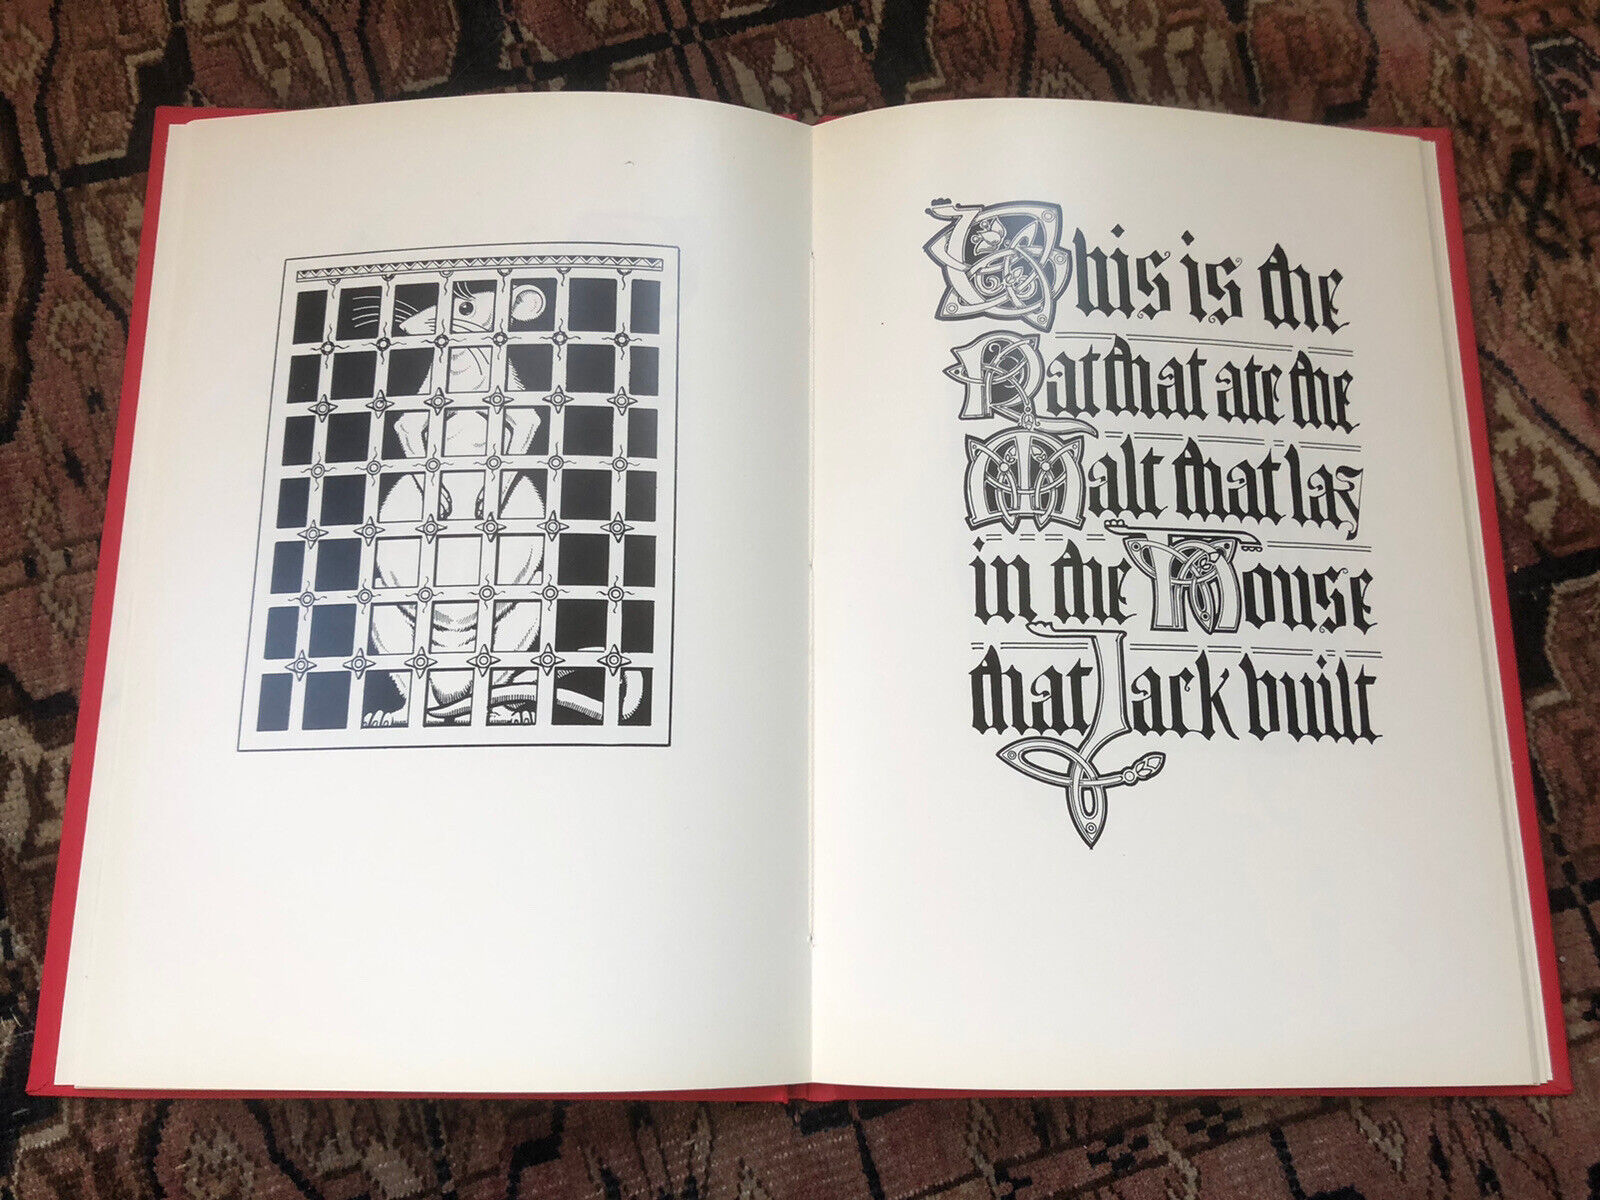 This is the
Rat that ate the
Malt that lay
in the House
that Jack built